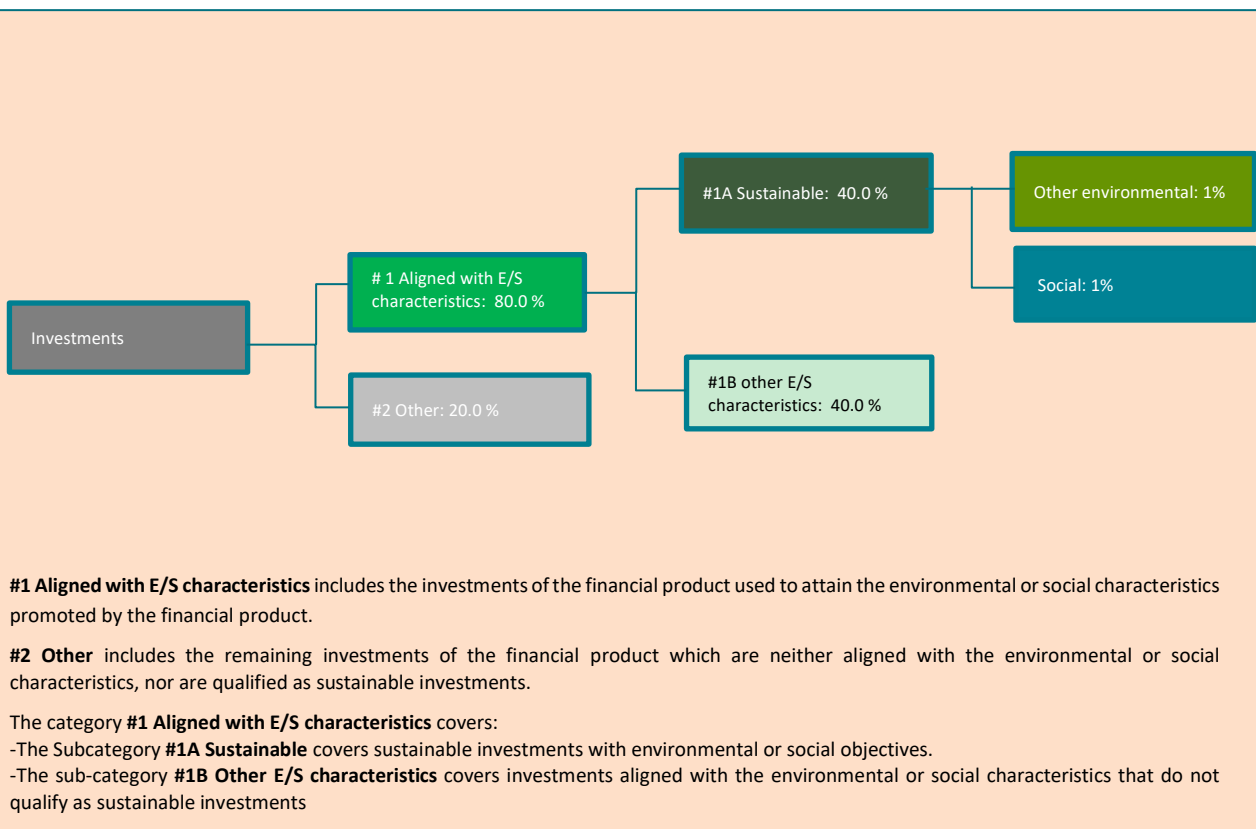 #1A Sustainable: 40.0 %
Other environmental: 1%
# 1 Aligned with E/S
characteristics: 80.0 %
Social: 1%
Investments
#2 Other: 20.0 %
#1B other E/S
characteristics: 40.0 %
#1 Aligned with E/S characteristics includes the investments of the financial product used to attain the environmental or social characteristics
promoted by the financial product.
#2 Other includes the remaining investments of the financial product which are neither aligned with the environmental or social
characteristics, nor are qualified as sustainable investments.
The category #1 Aligned with E/S characteristics covers:
-The Subcategory #1A Sustainable covers sustainable investments with environmental or social objectives.
-The sub-category #1B Other E/S characteristics covers investments aligned with the environmental or social characteristics that do not
qualify as sustainable investments